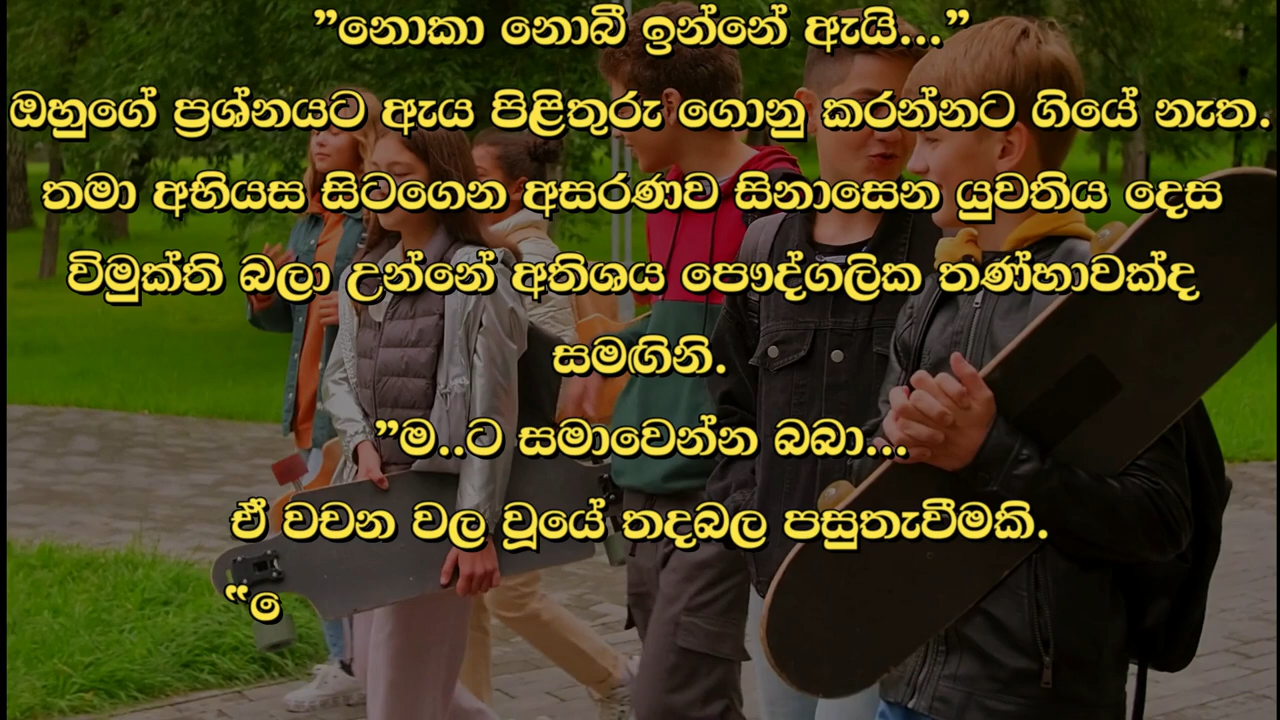 ”නොකා නොබී ඉන්නේ ඇයි...”
ඔහුගේ ප්‍රශ්නයට ඇය පිළිතුරු ගොනු කරන්නට ගියේ නැත.
තමා අභියස සිටගෙන අසරණව සිනාසෙන යුවතිය දෙස
විමුක්ති බලා උන්නේ අතිශය පෞද්ගලික තණ්හාවක්ද
සමඟිනි.
”ම..ට සමාවෙන්න බබා...
ඒ වචන වල වූයේ තදබල පසුතැවීමකි.
“ෙ